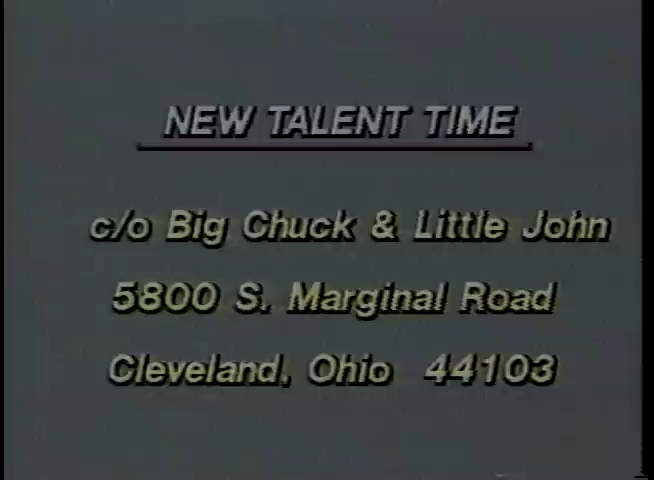 NEW TALENT TIME
c/o Big Chuck & Little John
5800 S. Marginal Road
Cleveland, Ohio 44103